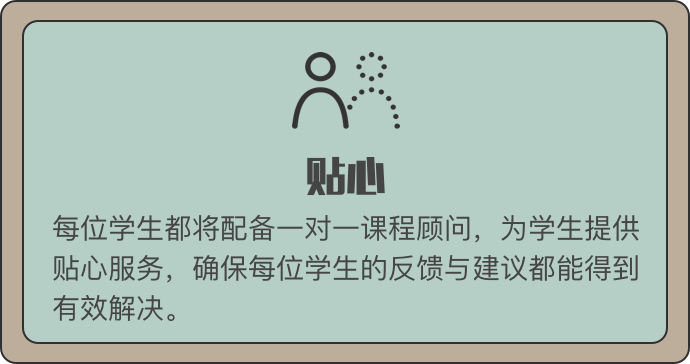 贴心
每位学生都将配备一对一课程顾问，为学生提供
贴心服务，确保每位学生的反馈与建议都能得到
有效解决。